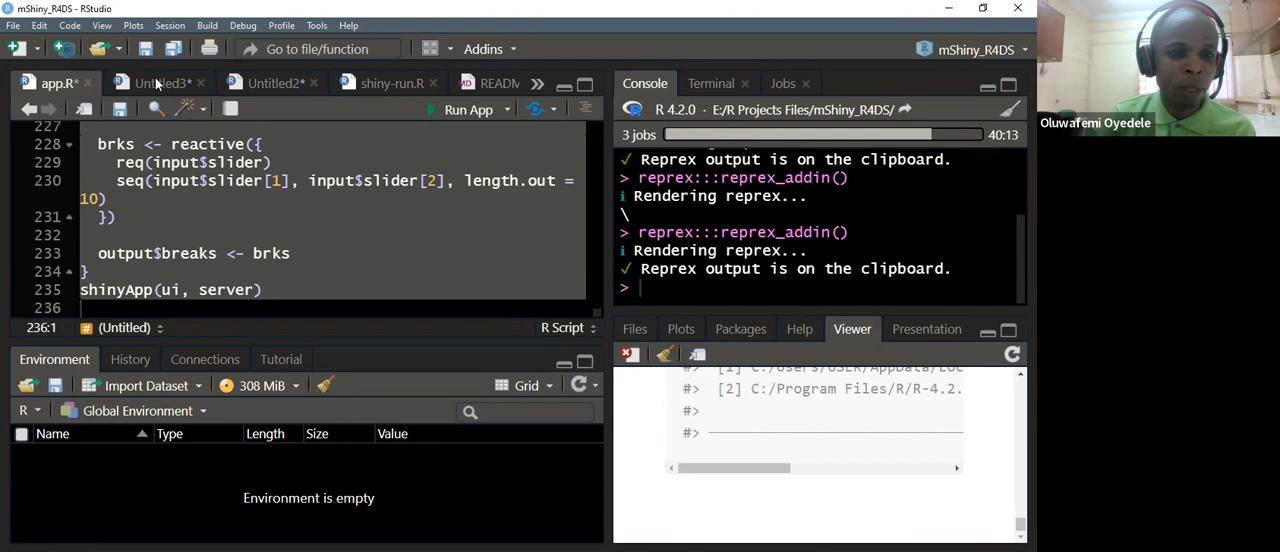 mShiny_R4DS - RStudio
File Edit Code View Plots Session Build Debug Profile Tools Help
Go to file/function Addins mShiny_R4DS
app.R* Untitled3* Untitled2* shiny-run.R READM
Run App
227
228 brks <- reactive({
229 req(input$slider)
230 seq(input$slider[1], input$slider[2], length.out =
10)
231 })
232
233 output$breaks <- brks
234 }
235 shinyApp(ui, server)
236
236:1 (Untitled) R Script
Environment History Connections Tutorial
Import Dataset 308 MiB Grid
R Global Environment
Name Type Length Size Value
Environment is empty
Console Terminal Jobs
R 4.2.0 · E:/R Projects Files/mShiny_R4DS/
3 jobs 40:13
✓ Reprex output is on the clipboard.
> reprex:::reprex_addin()
i Rendering reprex...
\
> reprex:::reprex_addin()
i Rendering reprex...
✓ Reprex output is on the clipboard.
>
Files Plots Packages Help Viewer Presentation
#> [1] C:/Users/USER/AppData/Loc
#> [2] C:/Program Files/R/R-4.2.
#>
#>
Oluwafemi Oyedele